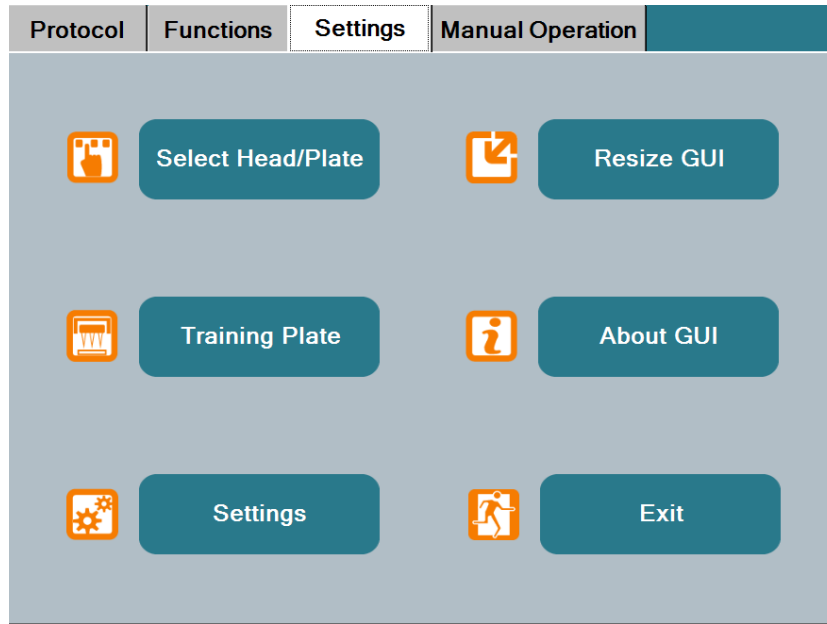 Protocol Functions Settings Manual Operation
Select Head/Plate Resize GUI
Training Plate About GUI
Settings Exit